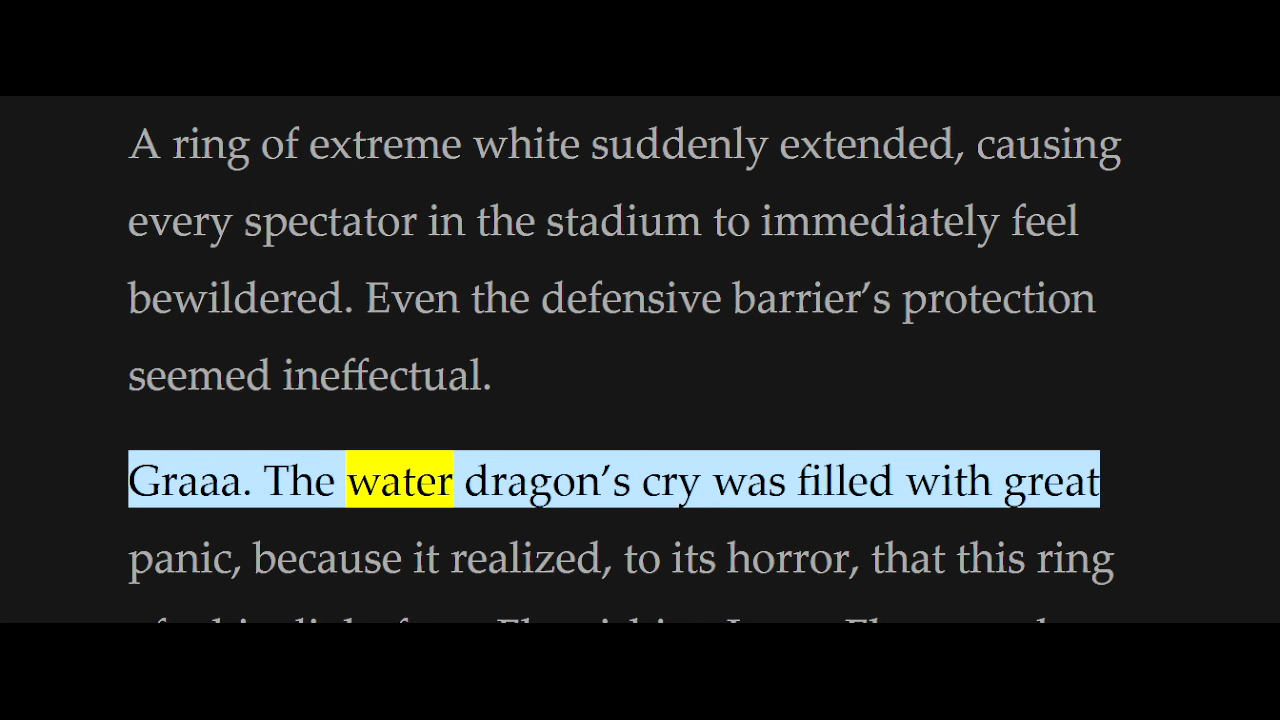 A ring of extreme white suddenly extended, causing
every spectator in the stadium to immediately feel
bewildered. Even the defensive barrier’s protection
seemed ineffectual.
Graaa. The water dragon’s cry was filled with great
panic, because it realized, to its horror, that this ring